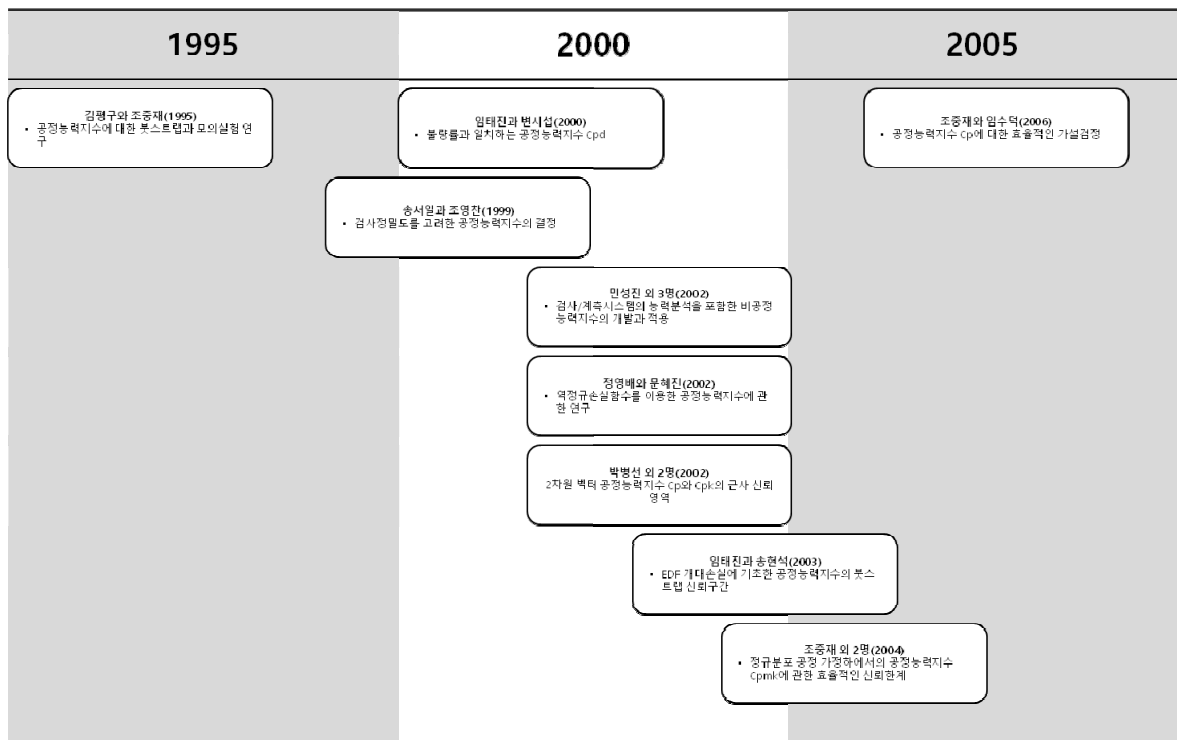 1995
2000
2005
김평구와 조중재(1995)
• 공정능력지수에 대한 붓스트랩과 모의실험 연
구
임태진과 변시섭(2000)
• 불량률과 일치하는 공정능력지수 Cpd
조중재와 임수덕(2006)
• 공정능력지수 Cp에 대한 효율적인 가설검정
송서일과 조영찬(1999)
• 검사정밀도를 고려한 공정능력지수의 결정
민성진 외 3명(2002)
• 검사/계측시스템의 능력분석을 포함한 비공정
능력지수의 개발과 적용
정영배와 문혜진(2002)
• 역정규손실함수를 이용한 공정능력지수에 관
한 연구
박병선 외 2명(2002)
2차원 벡터 공정능력지수 Cp와 Cpk의 근사 신뢰
영역
임태진과 송현석(2003)
• EDF 기대손실에 기초한 공정능력지수의 붓스
트랩 신뢰구간
조중재 외 2명(2004)
• 정규분포 공정 가정하에서의 공정능력지수
Cpmk에 관한 효율적인 신뢰한계